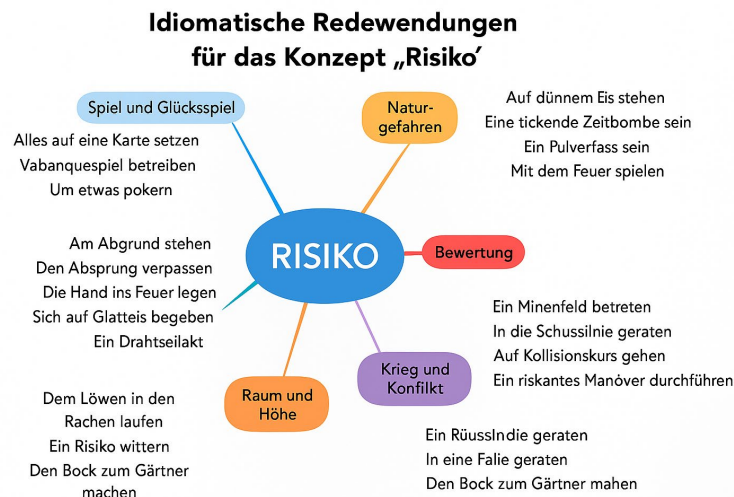 Idiomatische Redewendungen
für das Konzept „Risiko′
Spiel und Glücksspiel
Alles auf eine Karte setzen
Vabanquespiel betreiben
Um etwas pokern
Natur-
gefahren
Auf dünnem Eis stehen
Eine tickende Zeitbombe sein
Ein Pulverfass sein
Mit dem Feuer spielen
RISIKO
Bewertung
Am Abgrund stehen
Den Absprung verpassen
Die Hand ins Feuer legen
Sich auf Glatteis begeben
Ein Drahtseilakt
Ein Minenfeld betreten
In die Schussilnie geraten
Auf Kollisionskurs gehen
Ein riskantes Manöver durchführen
Krieg und
Konfilkt
Raum und
Höhe
Dem Löwen in den
Rachen laufen
Ein Risiko wittern
Den Bock zum Gärtner
machen
Ein RüussIndie geraten
In eine Falie geraten
Den Bock zum Gärtner mahen